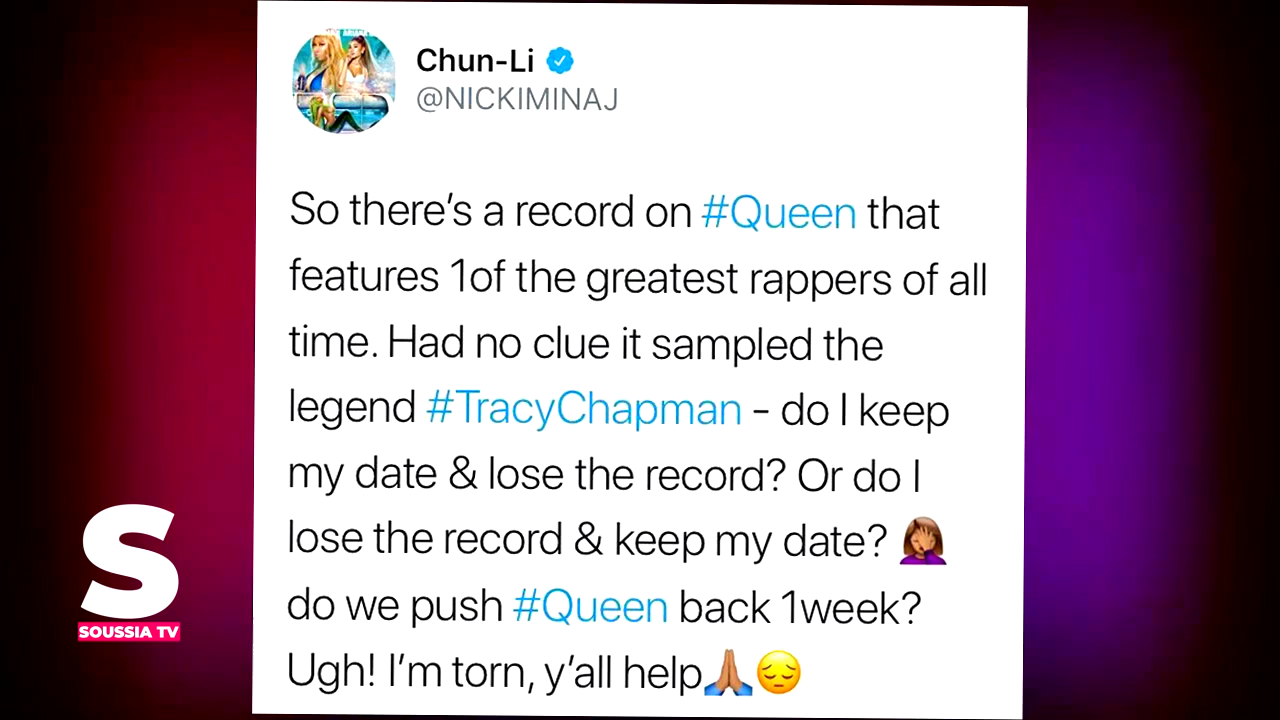 Chun-Li
@NICKIMINAJ
So there's a record on #Queen that
features 1of the greatest rappers of all
time. Had no clue it sampled the
legend #TracyChapman - do I keep
my date & lose the record? Or do I
lose the record & keep my date? 🤦🏽‍♀️
do we push #Queen back 1week?
Ugh! I'm torn, y'all help🙏🏽😔
S
SOUSSIA TV